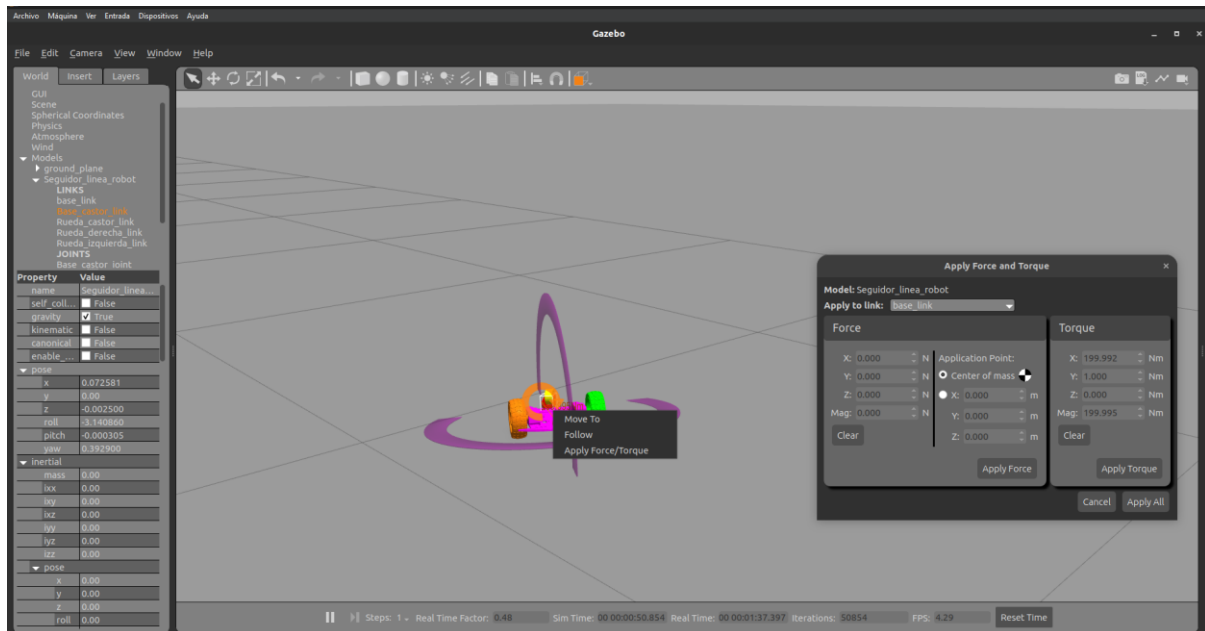 Archivo Máquina Ver Entrada Dispositivos Ayuda
Gazebo
File Edit Camera View Window Help
World Insert Layers
GUI
Scene
Spherical Coordinates
Physics
Atmosphere
Wind
Models
ground_plane
Seguidor_linea_robot
LINKS
base_link
Base_castor_link
Rueda_castor_link
Rueda_derecha_link
Rueda_izquierda_link
JOINTS
Base_castor_joint
Property Value
name Seguidor_linea...
self_coll... False
gravity True
kinematic False
canonical False
enable_... False
pose
x 0.072581
y 0.00
z -0.002500
roll -3.140860
pitch -0.000305
yaw 0.392900
inertial
mass 0.00
ixx 0.00
ixy 0.00
ixz 0.00
iyy 0.00
iyz 0.00
izz 0.00
pose
x 0.00
y 0.00
z 0.00
roll 0.00
Move To
Follow
Apply Force/Torque
Apply Force and Torque
Model: Seguidor_linea_robot
Apply to link: base_link
Force
X: 0.000 N
Y: 0.000 N
Z: 0.000 N
Mag: 0.000 N
Clear
Application Point:
Center of mass
X: 0.000 m
Y: 0.000 m
Z: 0.000 m
Apply Force
Torque
X: 199.992 Nm
Y: 1.000 Nm
Z: 0.000 Nm
Mag: 199.995 Nm
Clear
Apply Torque
Cancel Apply All
Steps: 1 Real Time Factor: 0.48 Sim Time: 00 00:00:50.854 Real Time: 00 00:01:37.397 Iterations: 50854 FPS: 4.29 Reset Time